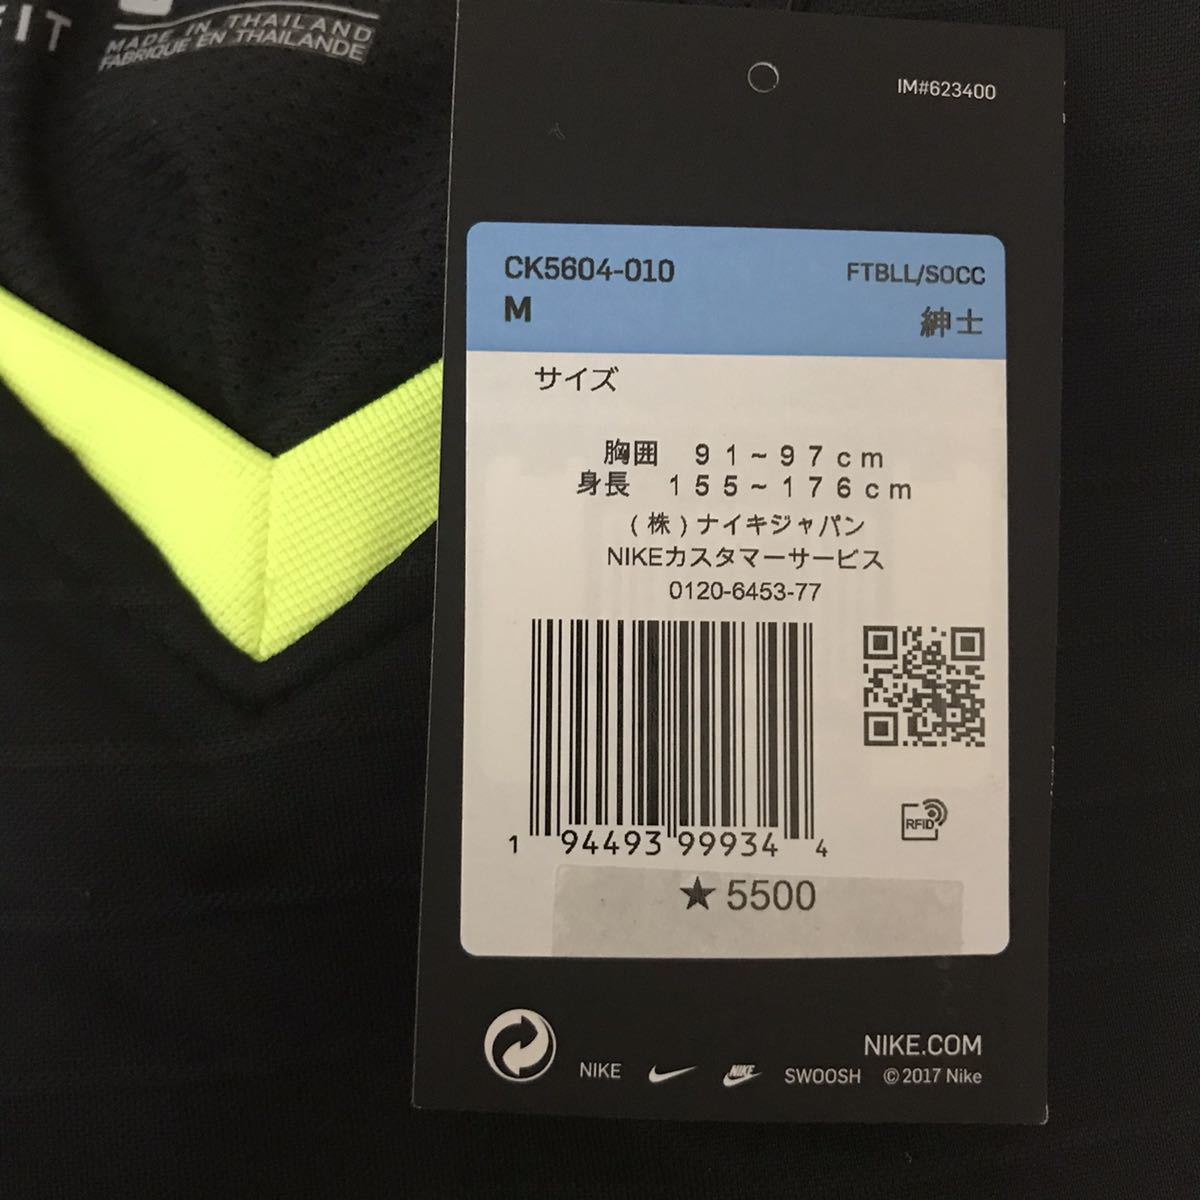 IT
MADE IN THAILAND
FABRIQUE EN THAILANDE
IM#623400
CK5604-010
FTBLL/SOCC
M
紳士
サイズ
胸囲 91~97cm
身長 155~176cm
(株)ナイキジャパン
NIKEカスタマーサービス
0120-6453-77
1 94493 99934 4
RFID
★5500
NIKE.COM
NIKE NIKE SWOOSH ©2017 Nike